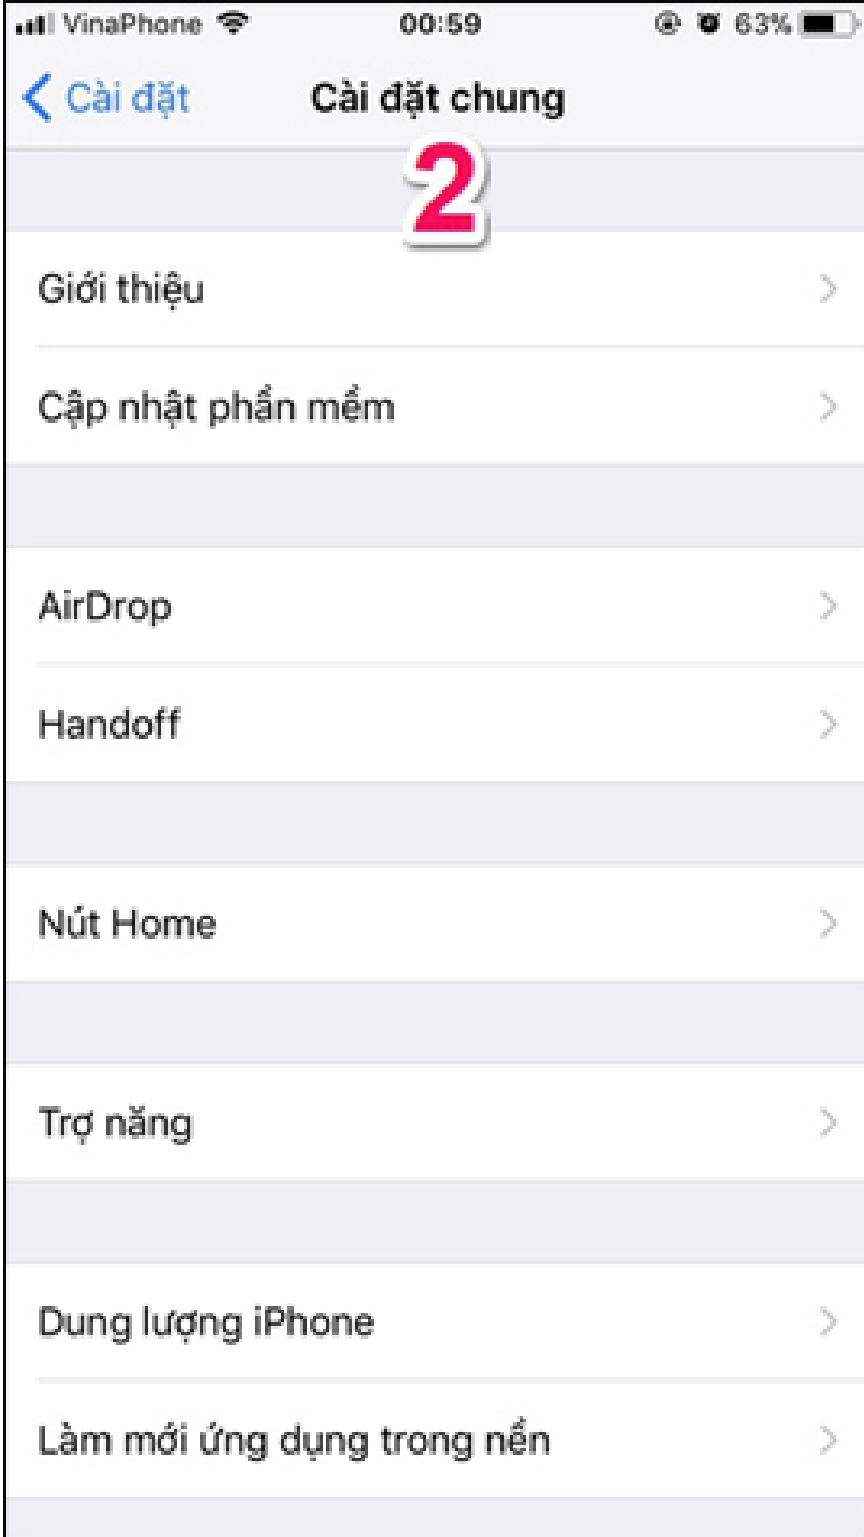 VinaPhone 00:59 63%
Cài đặt Cài đặt chung
2
Giới thiệu
Cập nhật phần mềm
AirDrop
Handoff
Nút Home
Trợ năng
Dung lượng iPhone
Làm mới ứng dụng trong nền